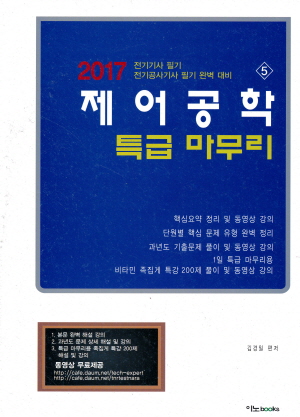 2017 전기기사 필기
전기공사기사 필기 완벽 대비
5
제어공학
특급 마무리
핵심요약 정리 및 동영상 강의
단원별 핵심 문제 유형 완벽 정리
과년도 기출문제 풀이 및 동영상 강의
1일 특급 마무리용
비타민 족집게 특강 200제 풀이 및 동영상 강의
1. 본문 완벽 해설 강의
2. 과년도 문제 상세 해설 및 강의
3. 특급 마무리용 족집게 특강 200제
해설 및 강의
동영상 무료제공
http://cafe.daum.net/tech-expert
http://cafe.daum.net/inrtestnara
김경일 편저
이노books